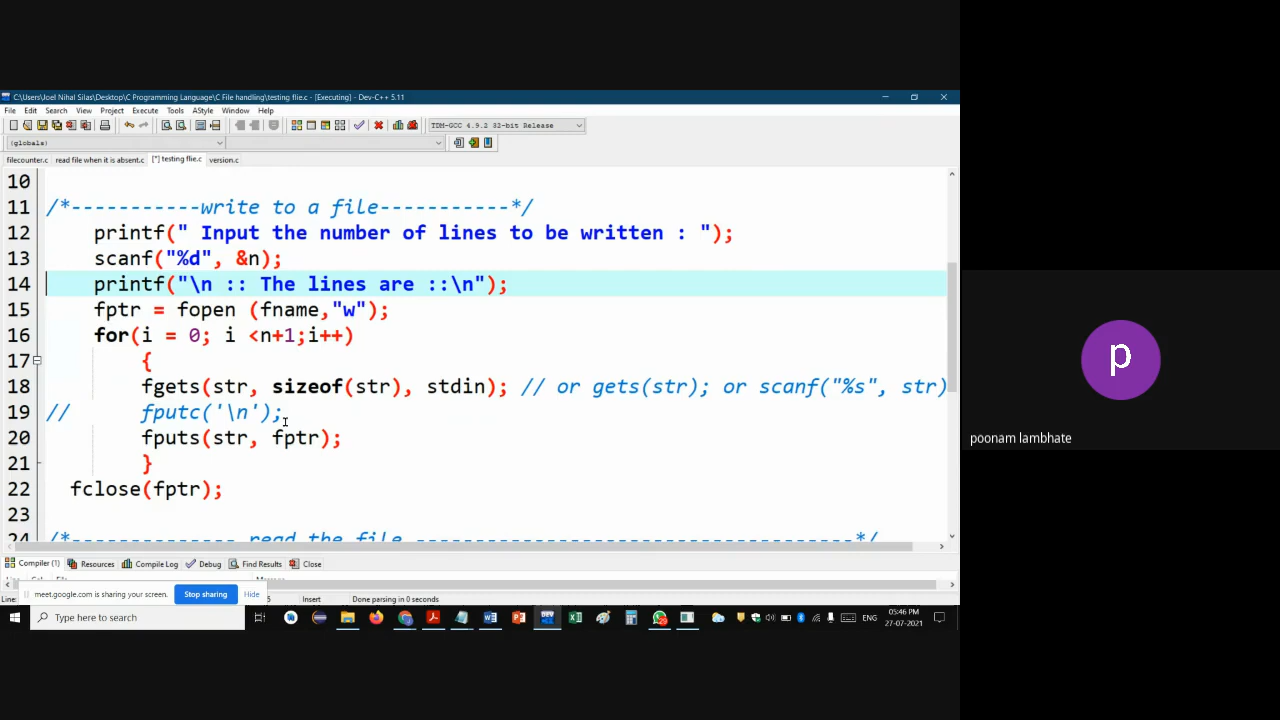 C:\Users\Joel Nihal Silas\Desktop\C Programming Language\C File handling\testing flie.c - [Executing] - Dev-C++ 5.11
File Edit Search View Project Execute Tools AStyle Window Help
TDM-GCC 4.9.2 32-bit Release
(globals)
filecounter.c read file when it is absent.c [*] testing flie.c version.c
10
11 /*-----------write to a file-----------*/
12 printf(" Input the number of lines to be written : ");
13 scanf("%d", &n);
14 printf("\n :: The lines are ::\n");
15 fptr = fopen (fname,"w");
16 for(i = 0; i <n+1;i++)
17 {
18 fgets(str, sizeof(str), stdin); // or gets(str); or scanf("%s", str)
19 // fputc('\n');
20 fputs(str, fptr);
21 }
22 fclose(fptr);
23
24 /*-------------- read the file -------------------------------------*/
Compiler (1) Resources Compile Log Debug Find Results Close
meet.google.com is sharing your screen. Stop sharing Hide
Line: 5 Insert Done parsing in 0 seconds
Type here to search
ENG
05:46 PM
27-07-2021
p
poonam lambhate